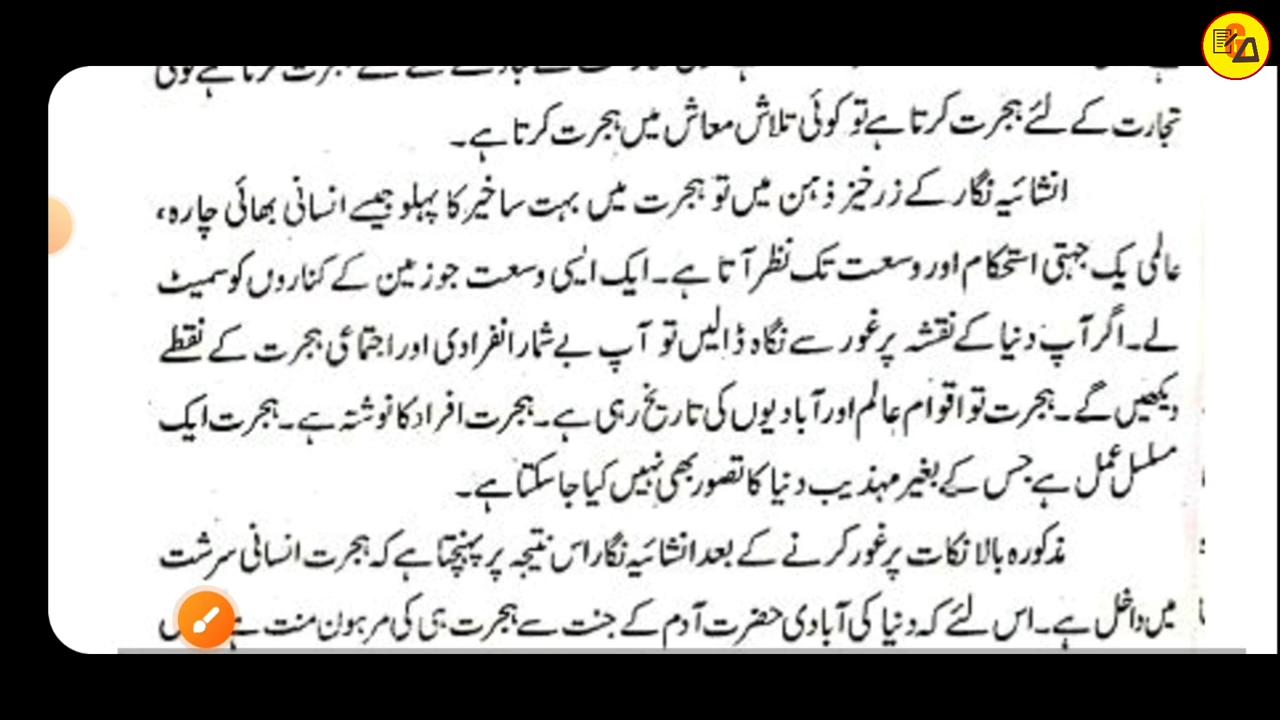 تجارت کے لئے ہجرت کرتا ہے تو کوئی تلاش معاش میں ہجرت کرتا ہے۔
انشائیہ نگار کے زرخیز ذہن میں تو ہجرت میں بہت سا خیر کا پہلو جیسے انسانی بھائی چارہ،
عالمی یک جہتی استحکام اور وسعت تک نظر آتا ہے۔ ایک ایسی وسعت جو زمین کے کناروں کو سمیٹ
لے۔ اگر آپ دنیا کے نقشہ پر غور سے نگاہ ڈالیں تو آپ بے شمار انفرادی اور اجتماعی ہجرت کے نقطے
دیکھیں گے۔ ہجرت تو اقوام عالم اور آبادیوں کی تاریخ رہی ہے۔ ہجرت افراد کا نوشتہ ہے۔ ہجرت ایک
مسلسل عمل ہے جس کے بغیر مہذیب دنیا کا تصور بھی نہیں کیا جا سکتا ہے۔
مذکورہ بالا نکات پر غور کرنے کے بعد انشائیہ نگار اس نتیجہ پر پہنچتا ہے کہ ہجرت انسانی سرشت
میں داخل ہے۔ اس لئے کہ دنیا کی آبادی حضرت آدم کے جنت سے ہجرت ہی کی مرہون منت ہے